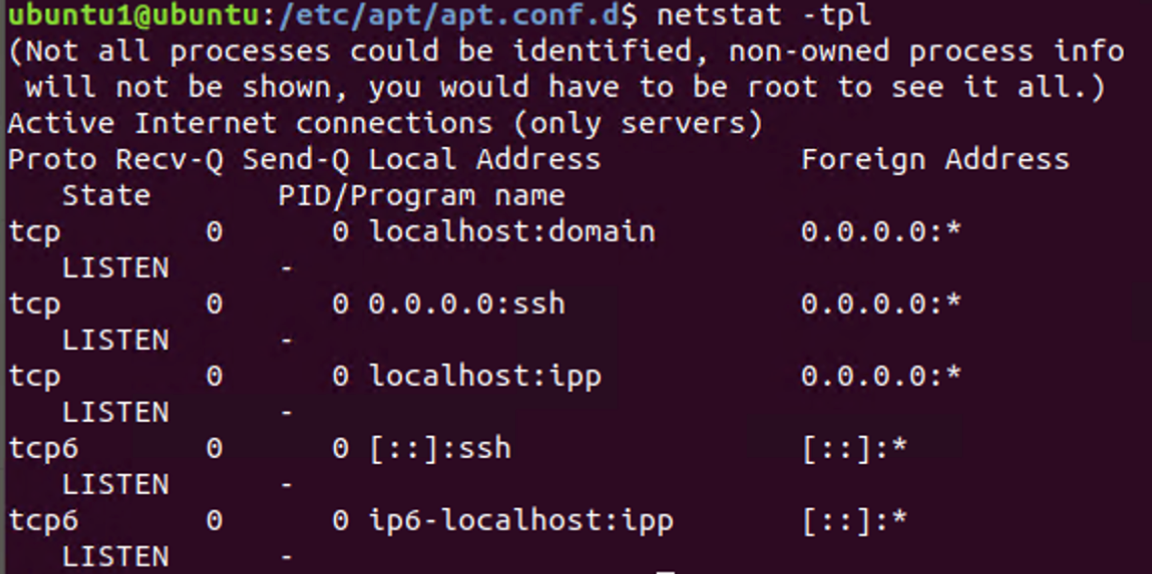 ubuntu1@ubuntu:/etc/apt/apt.conf.d$ netstat -tpl
(Not all processes could be identified, non-owned process info
 will not be shown, you would have to be root to see it all.)
Active Internet connections (only servers)
Proto Recv-Q Send-Q Local Address           Foreign Address
   State       PID/Program name
tcp        0      0 localhost:domain        0.0.0.0:*
   LISTEN      -
tcp        0      0 0.0.0.0:ssh             0.0.0.0:*
   LISTEN      -
tcp        0      0 localhost:ipp           0.0.0.0:*
   LISTEN      -
tcp6       0      0 [::]:ssh                [::]:*
   LISTEN      -
tcp6       0      0 ip6-localhost:ipp       [::]:*
   LISTEN      -